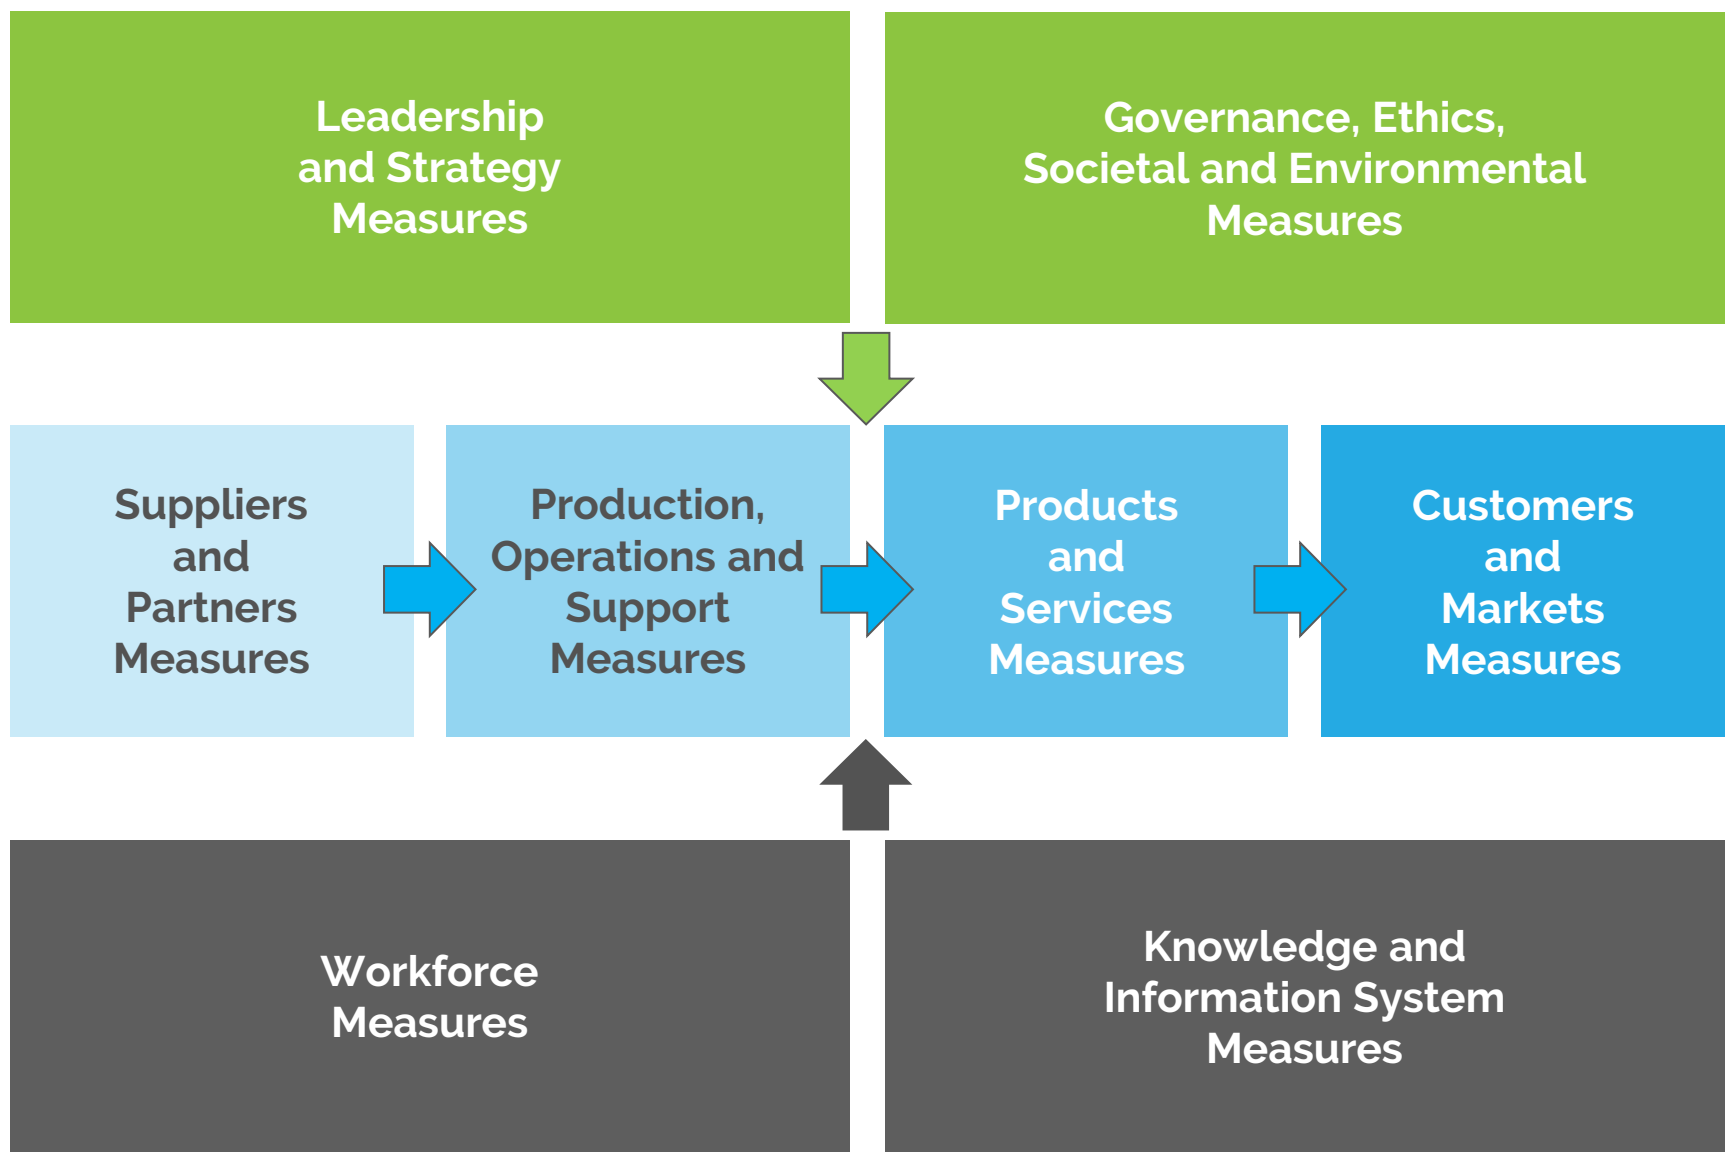 Leadership
and Strategy
Measures
Governance, Ethics,
Societal and Environmental
Measures
Suppliers
and
Partners
Measures
Production,
Operations and
Support
Measures
Products
and
Services
Measures
Customers
and
Markets
Measures
Workforce
Measures
Knowledge and
Information System
Measures